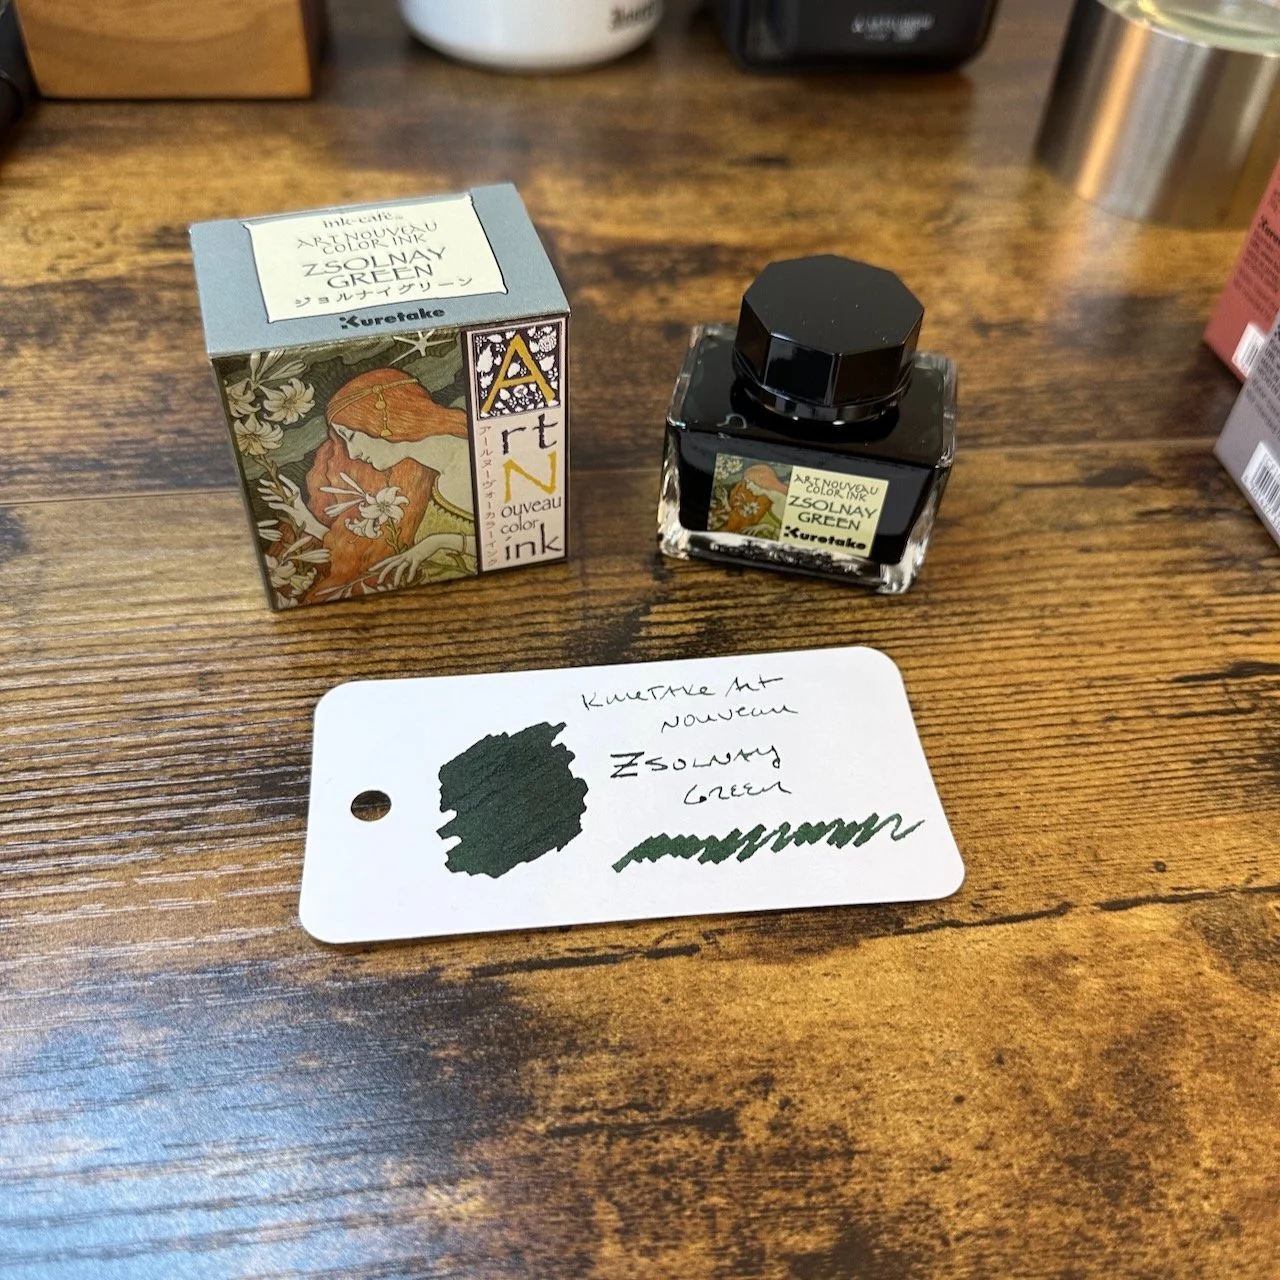 ink-café
ART NOUVEAU
COLOR INK
ZSOLNAY
GREEN
ジョルナイグリーン
Kuretake
Art
Nouveau
color
ink
アールヌーヴォーカラーインク
ART NOUVEAU
COLOR INK
ZSOLNAY
GREEN
Kuretake
KureTAKe Art
Nouveau
ZSOLNAY
Green